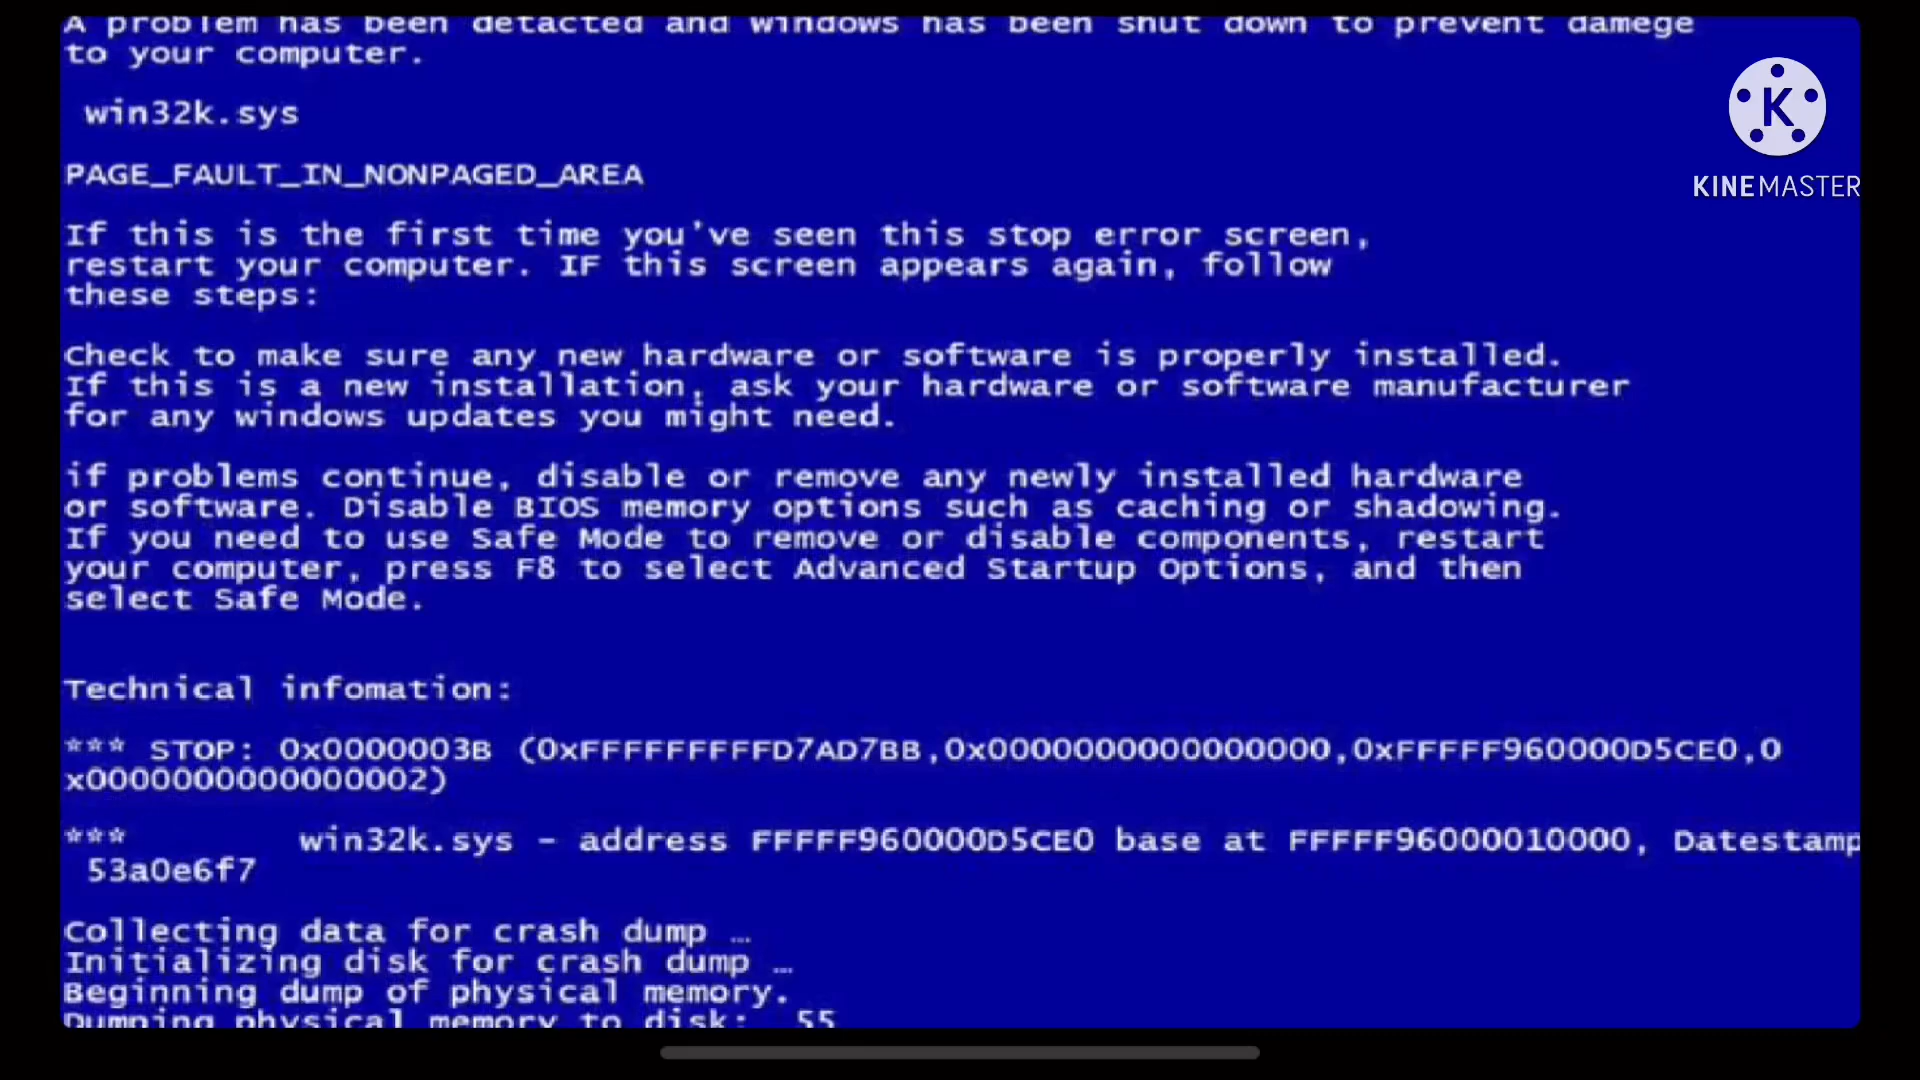 A problem has been detacted and windows has been shut down to prevent damege
to your computer.
win32k.sys
K
KINEMASTER
PAGE_FAULT_IN_NONPAGED_AREA
If this is the first time you've seen this stop error screen,
restart your computer. IF this screen appears again, follow
these steps:
Check to make sure any new hardware or software is properly installed.
If this is a new installation, ask your hardware or software manufacturer
for any windows updates you might need.
if problems continue, disable or remove any newly installed hardware
or software. Disable BIOS memory options such as caching or shadowing.
If you need to use Safe Mode to remove or disable components, restart
your computer, press F8 to select Advanced Startup Options, and then
select Safe Mode.
Technical infomation:
*** STOP: 0x0000003B (0xFFFFFFFFFD7AD7BB,0x0000000000000000,0xFFFFF960000D5CE0,0
x0000000000000002)
*** win32k.sys – address FFFFF960000D5CE0 base at FFFFF96000010000, Datestamp
53a0e6f7
Collecting data for crash dump …
Initializing disk for crash dump …
Beginning dump of physical memory.
Dumping physical memory to disk: 55